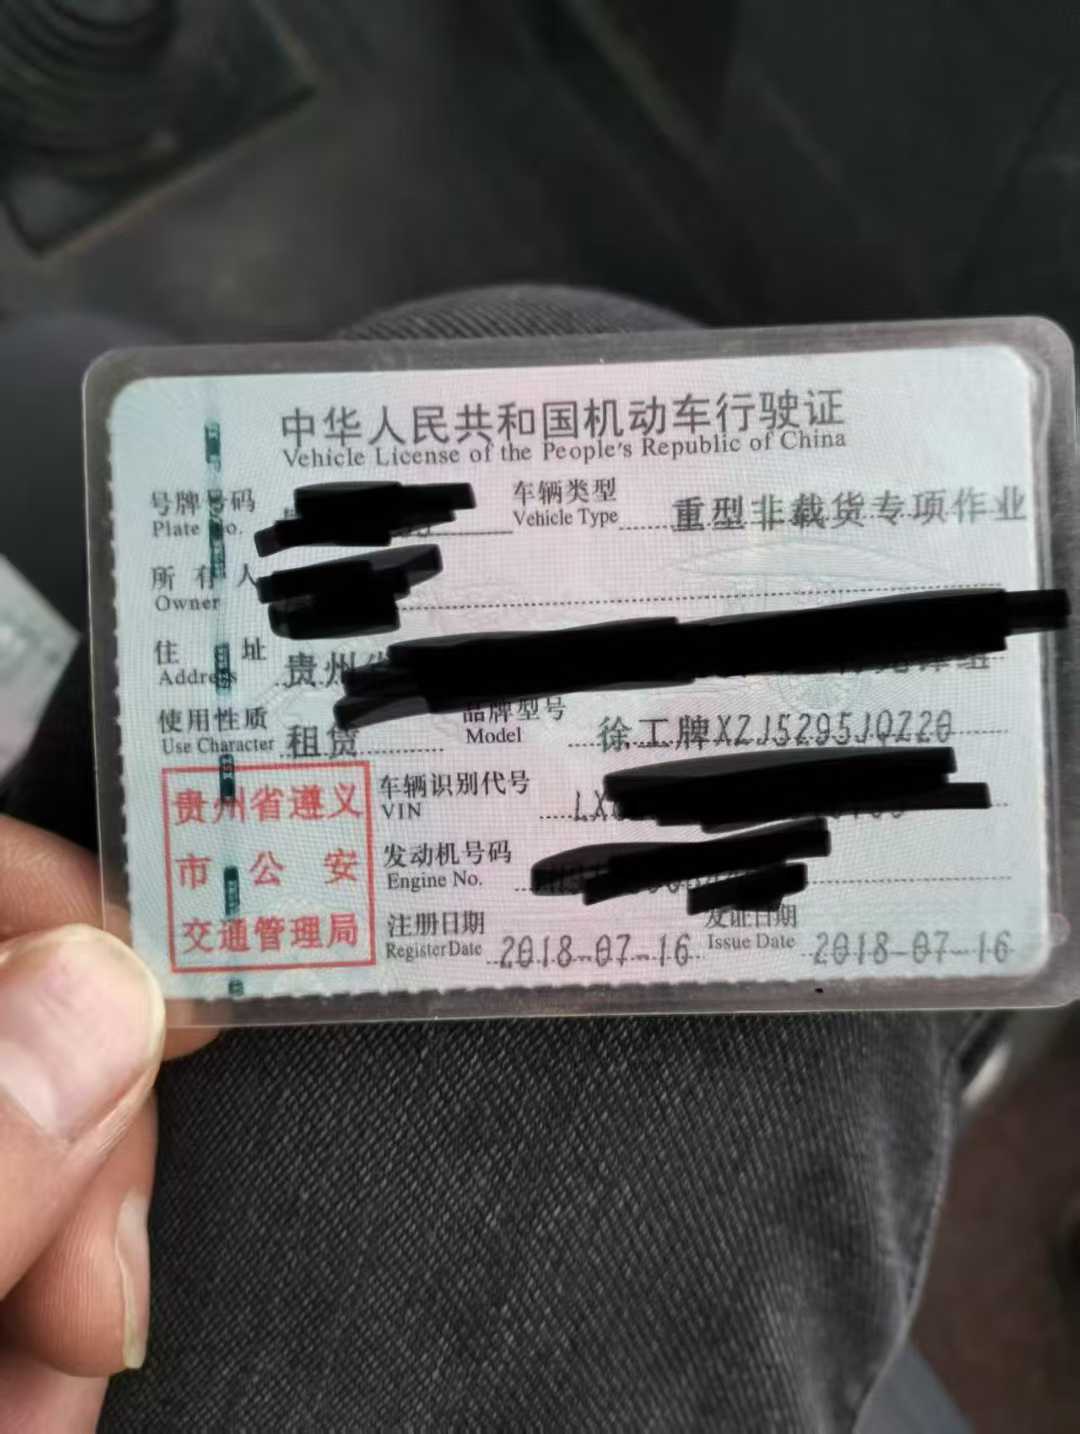 中华人民共和国机动车行驶证
Vehicle License of the People's Republic of China
号牌号码 车辆类型 重型非载货专项作业
Plate No. Vehicle Type
所有人
Owner
住址 贵州
Address
使用性质 租赁 品牌型号 徐工牌XZJ5295JQZ20
Use Character Model
贵州省遵义
市公安
交通管理局
车辆识别代号
VIN LX
发动机号码
Engine No.
注册日期 2018-07-16 发证日期 2018-07-16
Register Date Issue Date